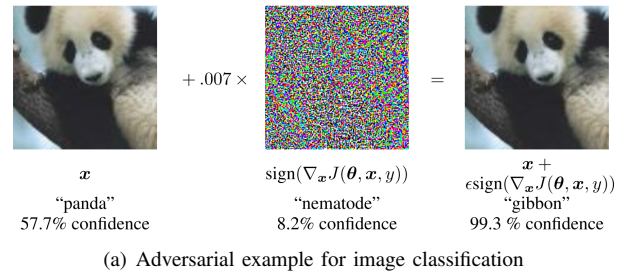 + .007 ×
=
x
sign(∇ₓJ(θ, x, y))
x +
ϵsign(∇ₓJ(θ, x, y))
“panda”
“nematode”
“gibbon”
57.7% confidence
8.2% confidence
99.3 % confidence
(a) Adversarial example for image classification